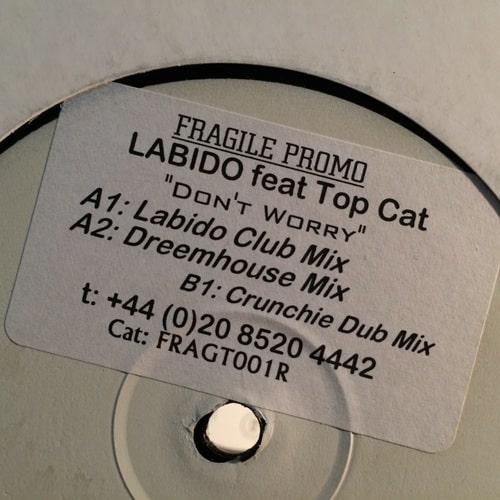 FRAGILE PROMO
LABIDO feat Top Cat
"DON'T WORRY"
A1: Labido Club Mix
A2: Dreemhouse Mix
B1: Crunchie Dub Mix
t: +44 (0)20 8520 4442
Cat: FRAGT001R